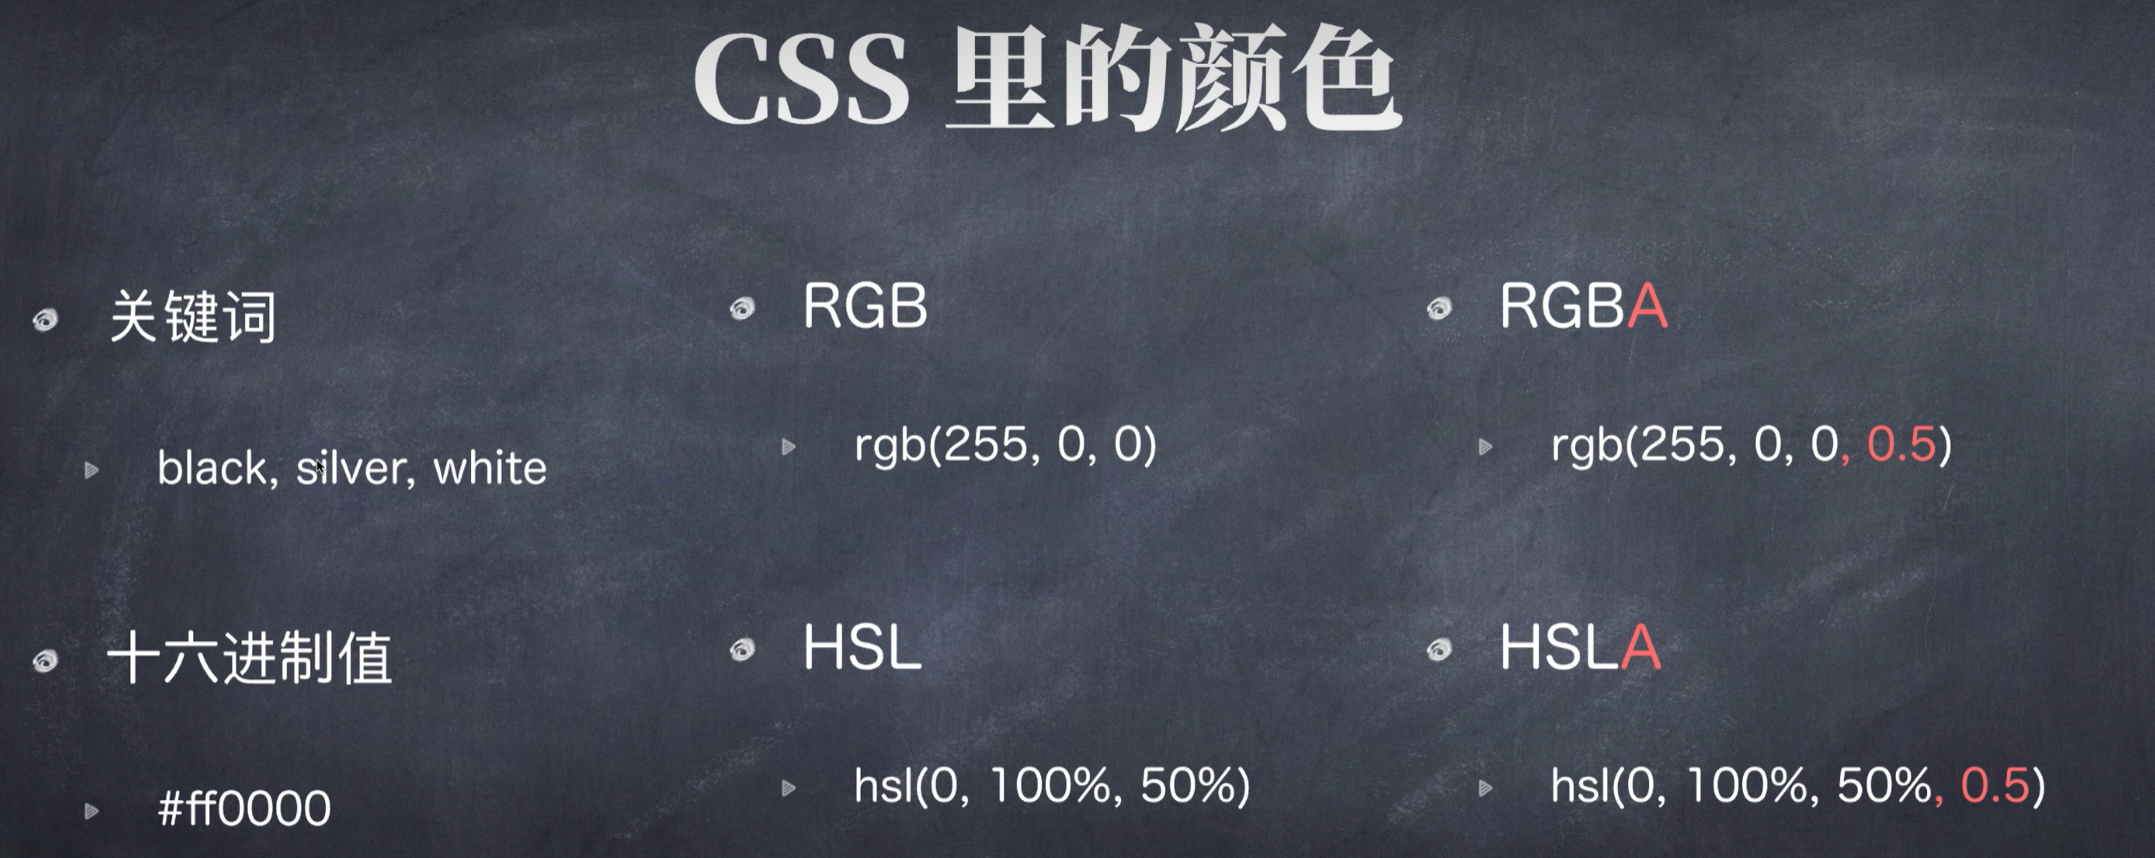 CSS 里的颜色
关键词
black, silver, white
十六进制值
#ff0000
RGB
rgb(255, 0, 0)
HSL
hsl(0, 100%, 50%)
RGBA
rgb(255, 0, 0, 0.5)
HSLA
hsl(0, 100%, 50%, 0.5)